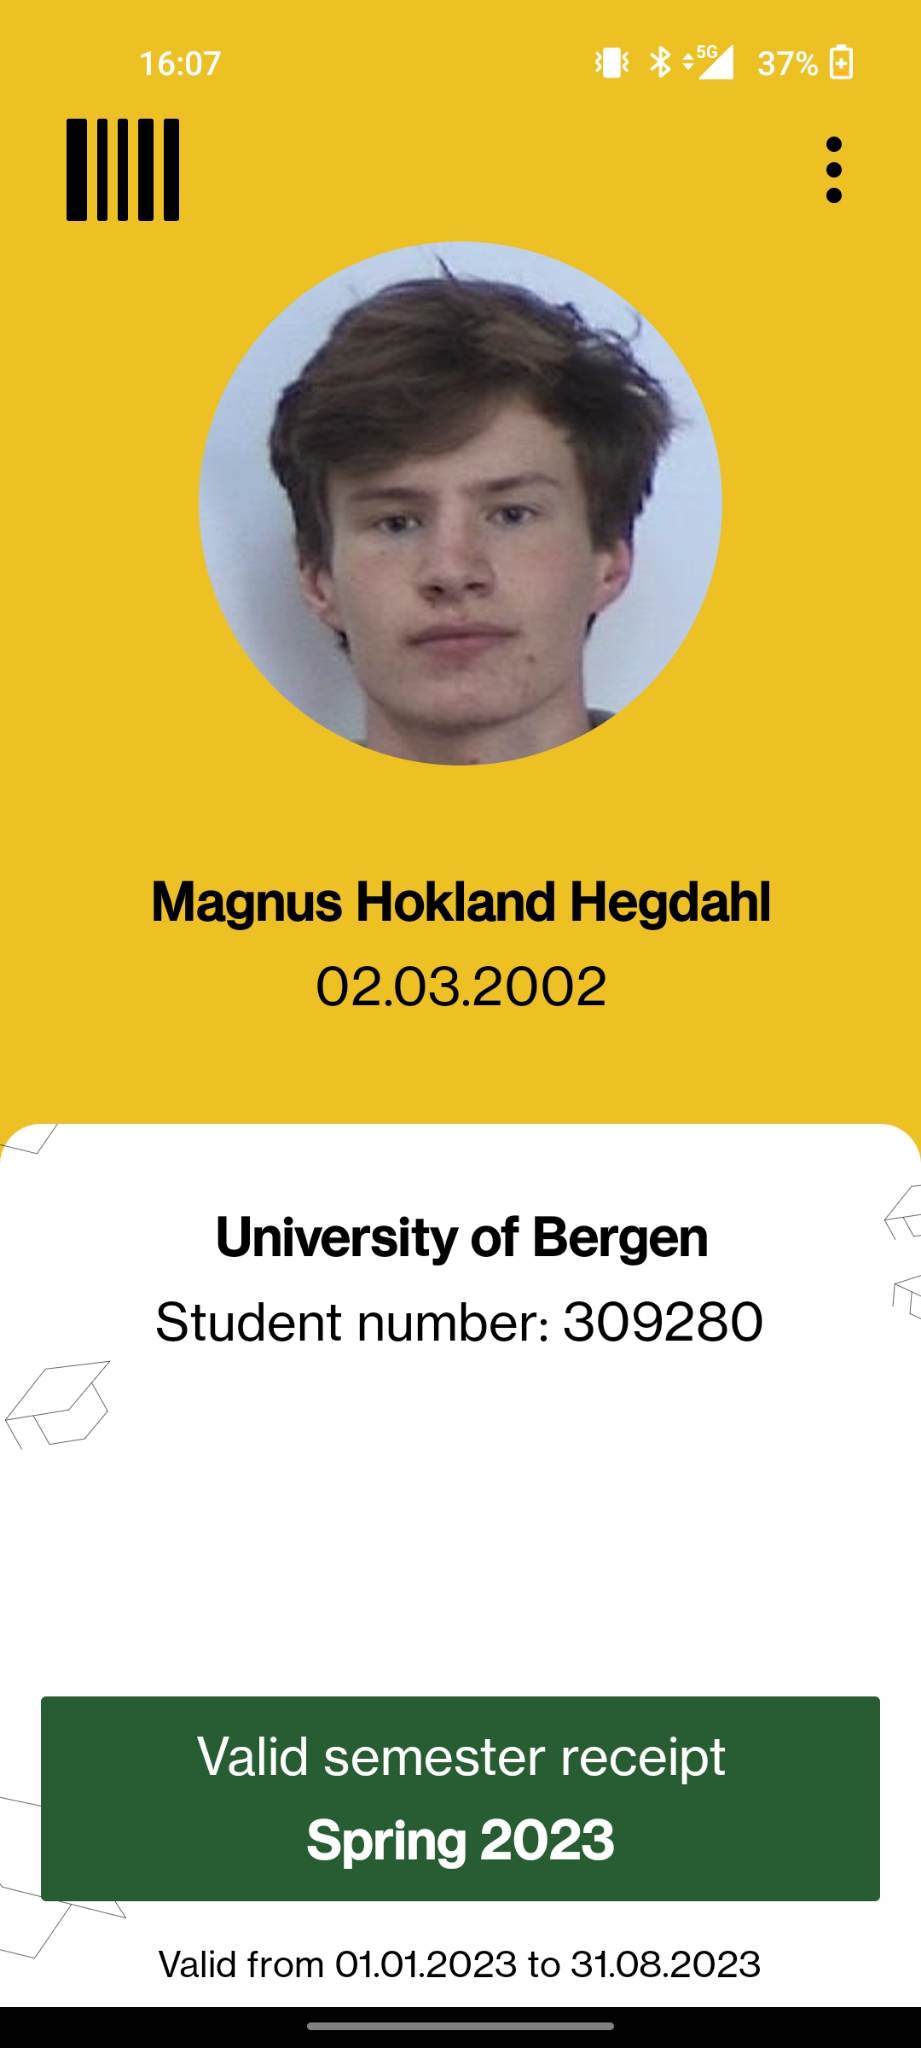 16:07
5G 37%
Magnus Hokland Hegdahl
02.03.2002
University of Bergen
Student number: 309280
Valid semester receipt
Spring 2023
Valid from 01.01.2023 to 31.08.2023